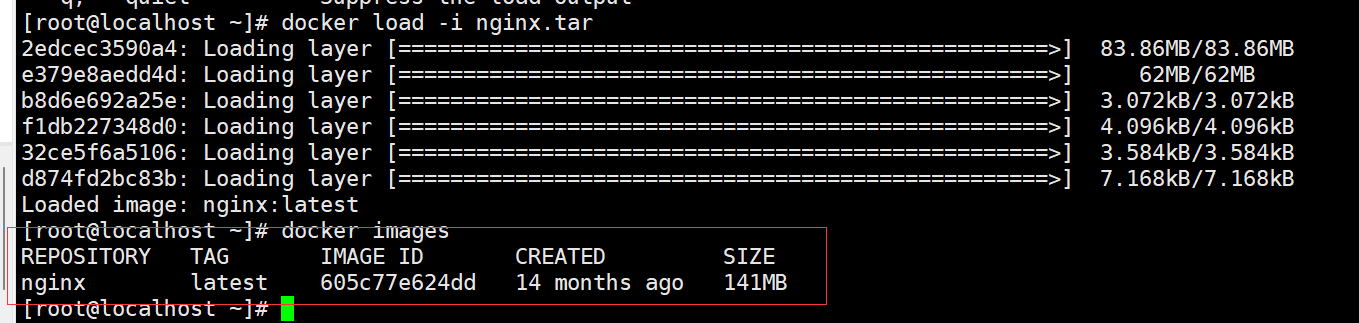 [root@localhost ~]# docker load -i nginx.tar
2edcec3590a4: Loading layer [==================================================>]  83.86MB/83.86MB
e379e8aedd4d: Loading layer [==================================================>]     62MB/62MB
b8d6e692a25e: Loading layer [==================================================>]  3.072kB/3.072kB
f1db227348d0: Loading layer [==================================================>]  4.096kB/4.096kB
32ce5f6a5106: Loading layer [==================================================>]  3.584kB/3.584kB
d874fd2bc83b: Loading layer [==================================================>]  7.168kB/7.168kB
Loaded image: nginx:latest
[root@localhost ~]# docker images
REPOSITORY   TAG       IMAGE ID       CREATED         SIZE
nginx        latest    605c77e624dd   14 months ago   141MB
[root@localhost ~]#